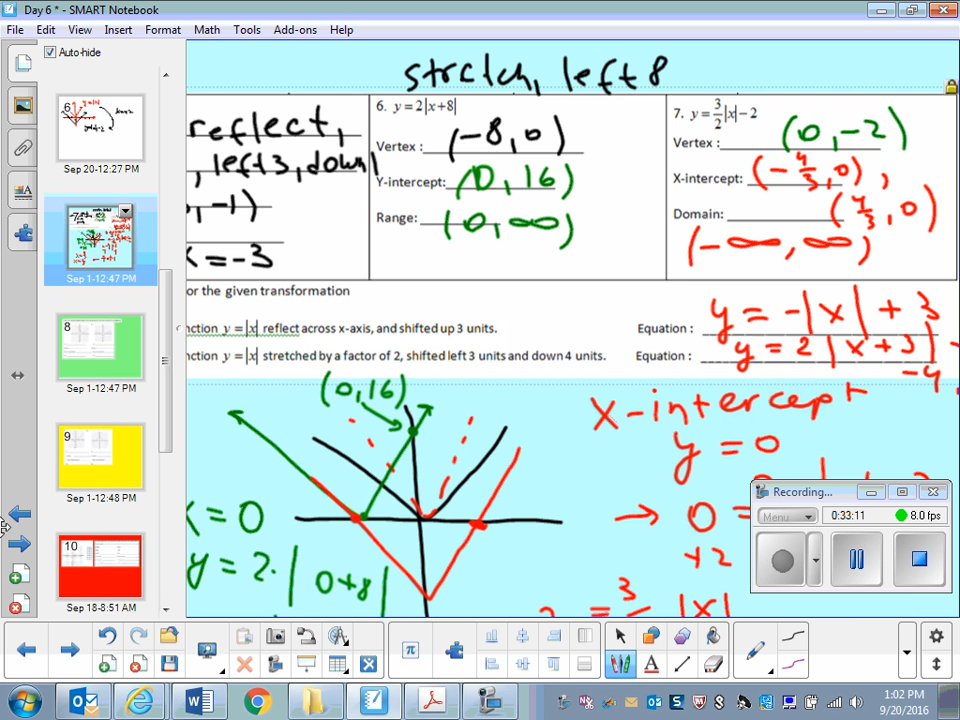 Day 6 * - SMART Notebook
File Edit View Insert Format Math Tools Add-ons Help
Auto-hide
6
Sep 20-12:27 PM
Sep 1-12:47 PM
8
Sep 1-12:47 PM
9
Sep 1-12:48 PM
10
Sep 18-8:51 AM
stretch, left 8
reflect,
, left 3, down 1
, -1)
x = -3
6. y = 2|x+8|
Vertex : (-8, 0)
Y-intercept: (0, 16)
Range: (0, ∞)
7. y = 3/2|x| - 2
Vertex : (0, -2)
X-intercept: (-4/3, 0) ,
(4/3, 0)
Domain:
(-∞, ∞)
or the given transformation
nction y = |x| reflect across x-axis, and shifted up 3 units.
Equation : y = -|x| + 3
nction y = |x| stretched by a factor of 2, shifted left 3 units and down 4 units.
Equation : y = 2|x+3|
-4
(0, 16)
x = 0
y = 2·|0+8|
x-intercept
y = 0
→ 0 =
+2
= 3/ |x|
Recording...
Menu
0:33:11
8.0 fps
1:02 PM
9/20/2016